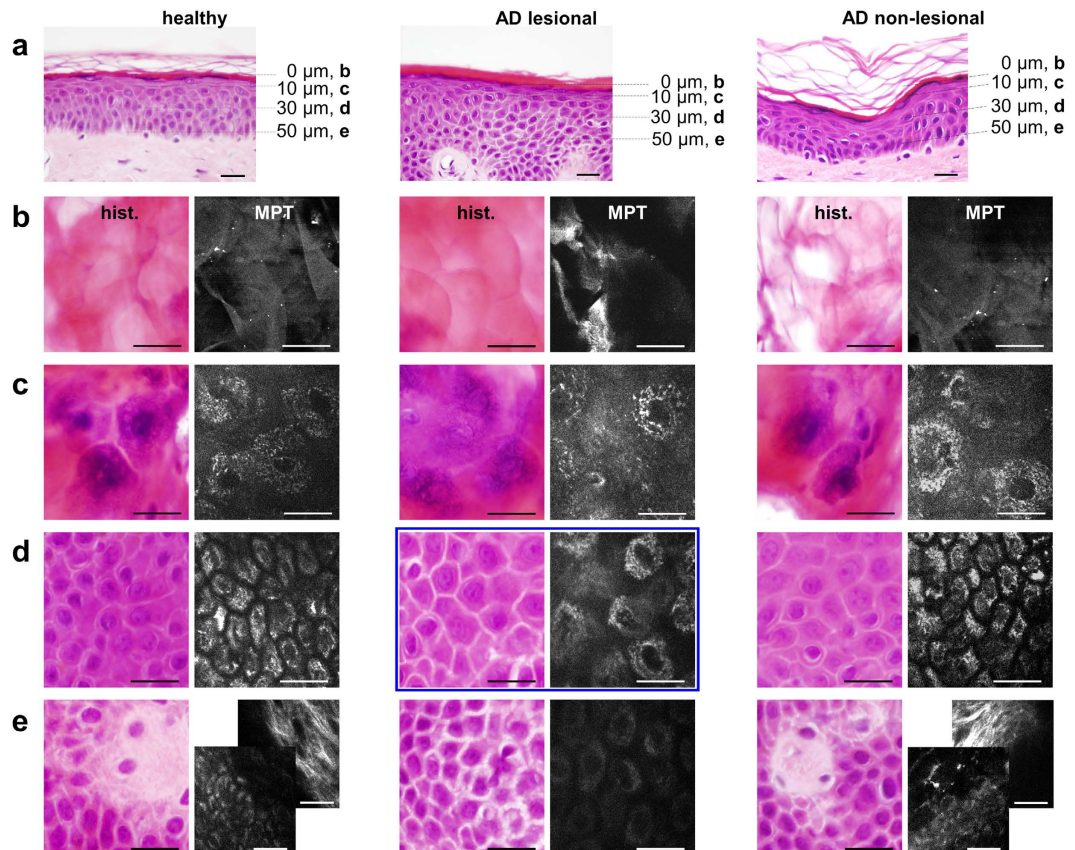 healthy AD lesional AD non-lesional
a
0 μm, b
10 μm, c
30 μm, d
50 μm, e
0 μm, b
10 μm, c
30 μm, d
50 μm, e
0 μm, b
10 μm, c
30 μm, d
50 μm, e
b hist. MPT hist. MPT hist. MPT
c
d
e